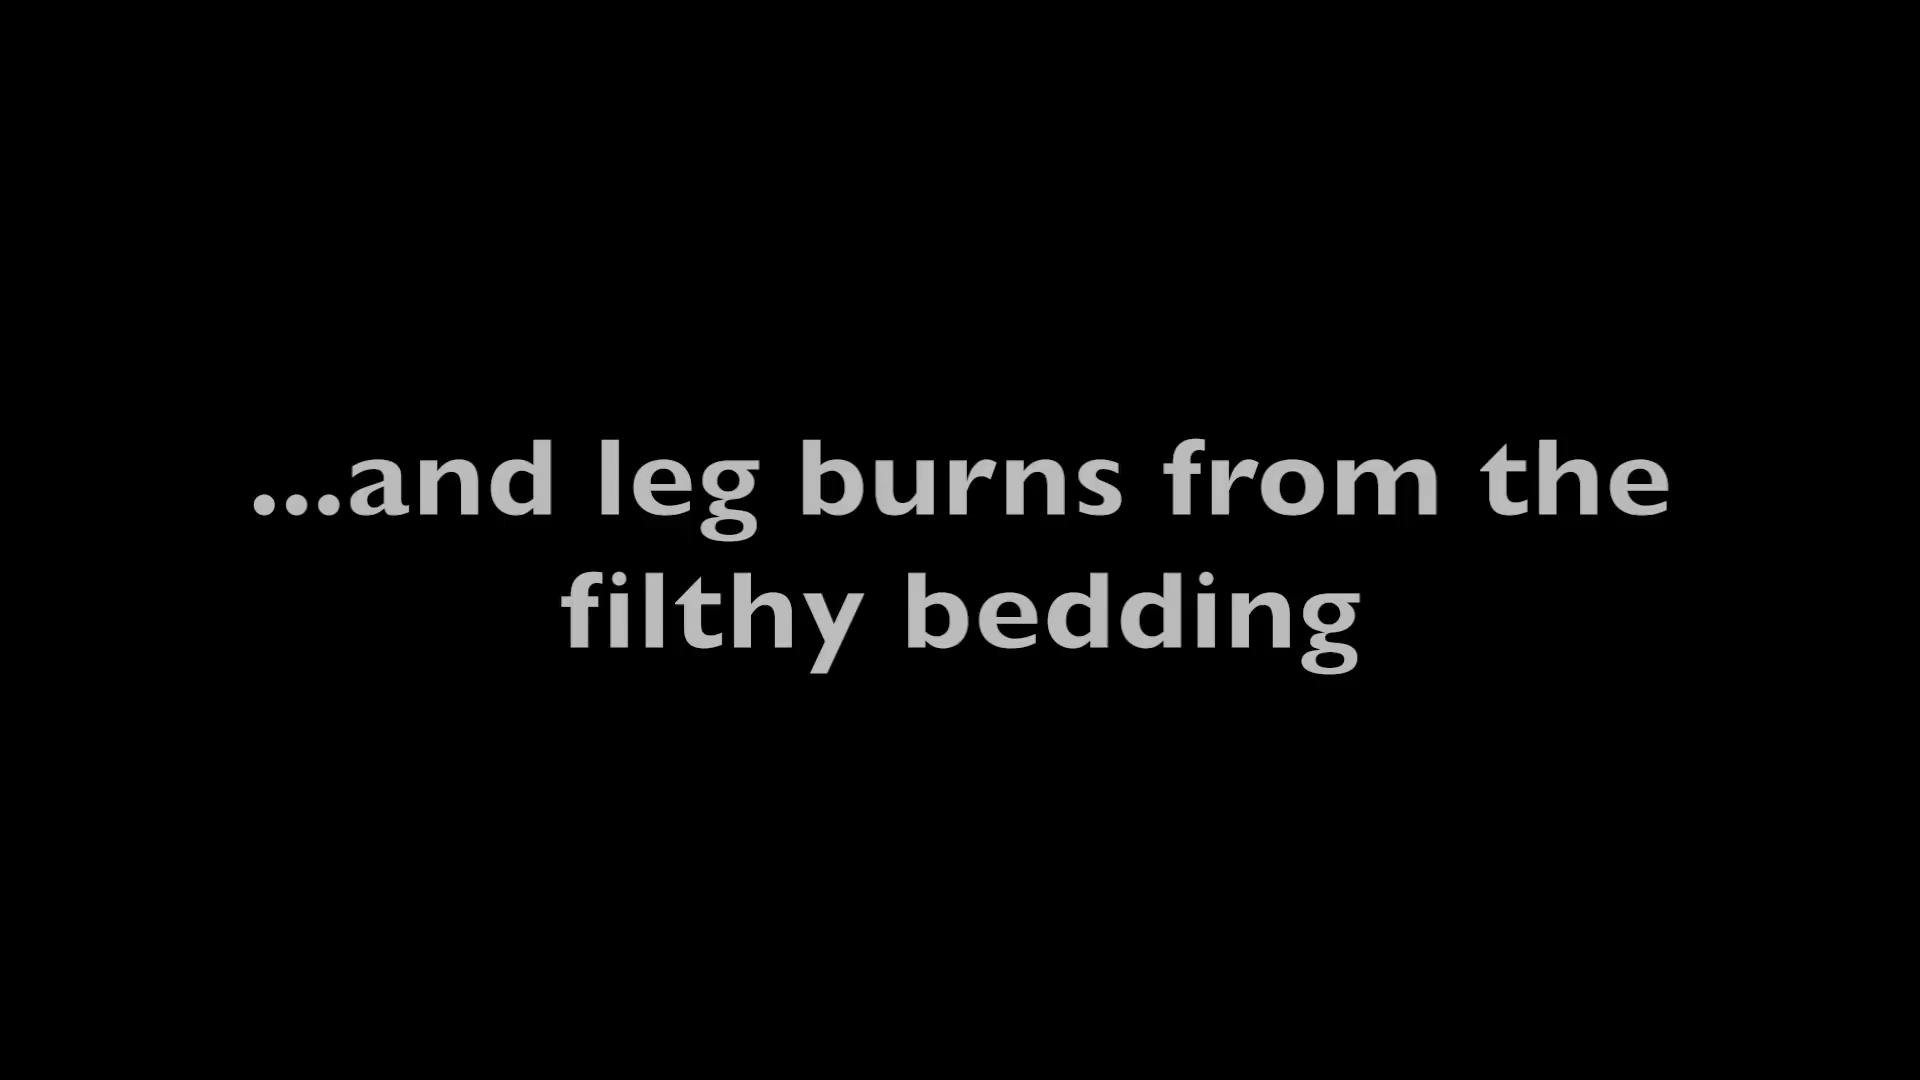 ...and leg burns from the
filthy bedding